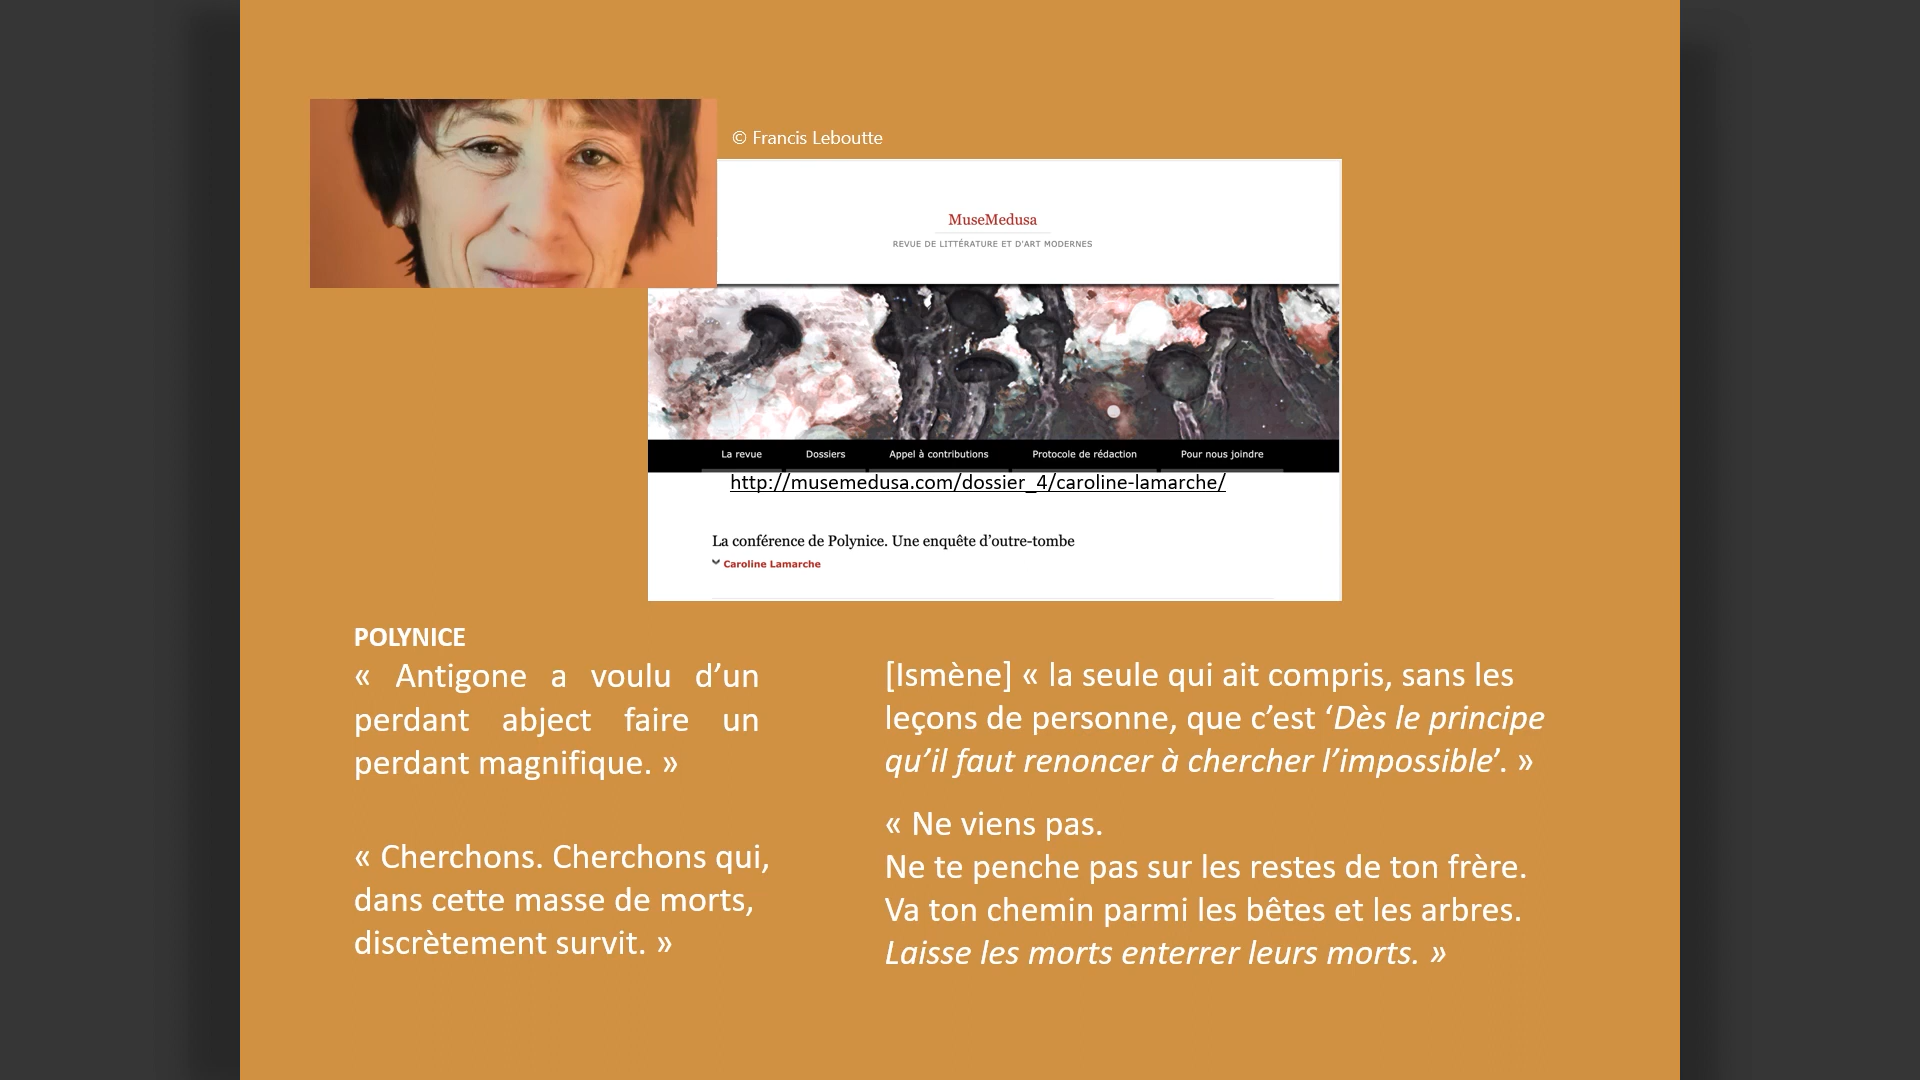 © Francis Leboutte
MuseMedusa
REVUE DE LITTÉRATURE ET D'ART MODERNES
La revue Dossiers Appel à contributions Protocole de rédaction Pour nous joindre
http://musemedusa.com/dossier_4/caroline-lamarche/
La conférence de Polynice. Une enquête d’outre-tombe
Caroline Lamarche
POLYNICE
« Antigone a voulu d’un
perdant abject faire un
perdant magnifique. »
« Cherchons. Cherchons qui,
dans cette masse de morts,
discrètement survit. »
[Ismène] « la seule qui ait compris, sans les
leçons de personne, que c’est ‘Dès le principe
qu’il faut renoncer à chercher l’impossible’. »
« Ne viens pas.
Ne te penche pas sur les restes de ton frère.
Va ton chemin parmi les bêtes et les arbres.
Laisse les morts enterrer leurs morts. »